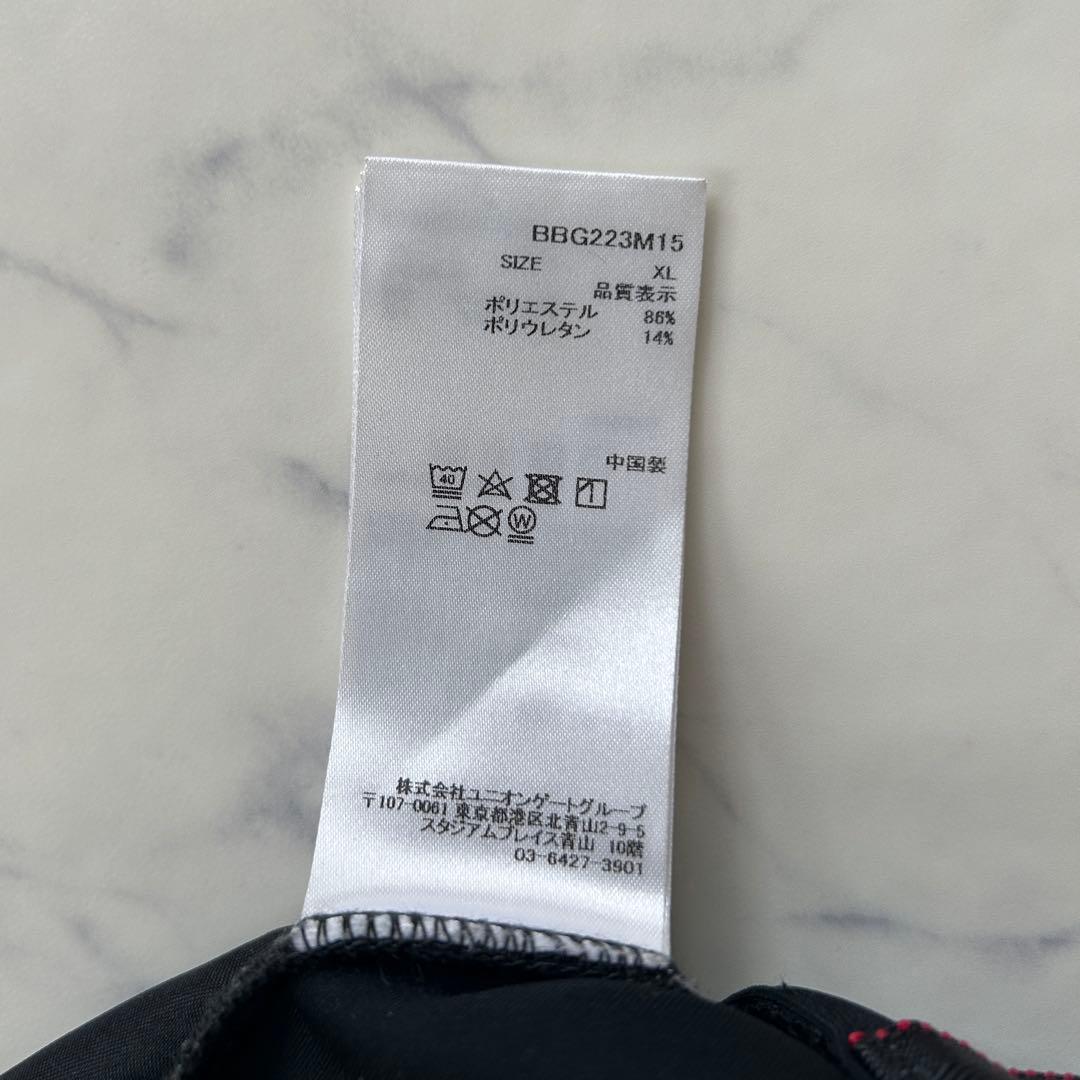 BBG223M15
SIZE XL
品質表示
ポリエステル 86%
ポリウレタン 14%
中国製
40
W
株式会社ユニオンゲートグループ
〒107-0061 東京都港区北青山2-9-5
スタジアムプレイス青山 10階
03-6427-3901